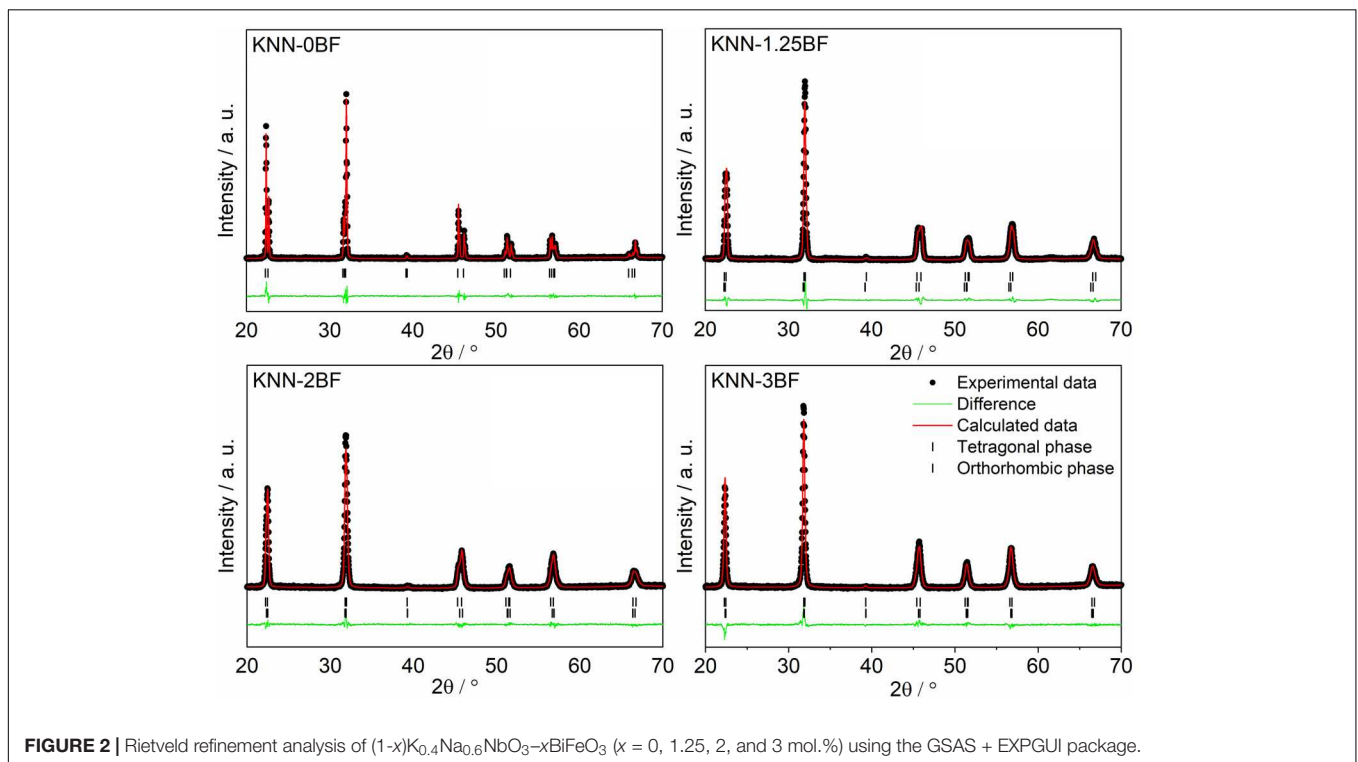 KNN-0BF
Intensity / a. u.
20 30 40 50 60 70
2θ / °
KNN-1.25BF
Intensity / a. u.
20 30 40 50 60 70
2θ / °
KNN-2BF
Intensity / a. u.
20 30 40 50 60 70
2θ / °
KNN-3BF
Experimental data
Difference
Calculated data
Tetragonal phase
Orthorhombic phase
Intensity / a. u.
20 30 40 50 60 70
2θ / °
FIGURE 2 | Rietveld refinement analysis of (1-x)K₀.₄Na₀.₆NbO₃–xBiFeO₃ (x = 0, 1.25, 2, and 3 mol.%) using the GSAS + EXPGUI package.